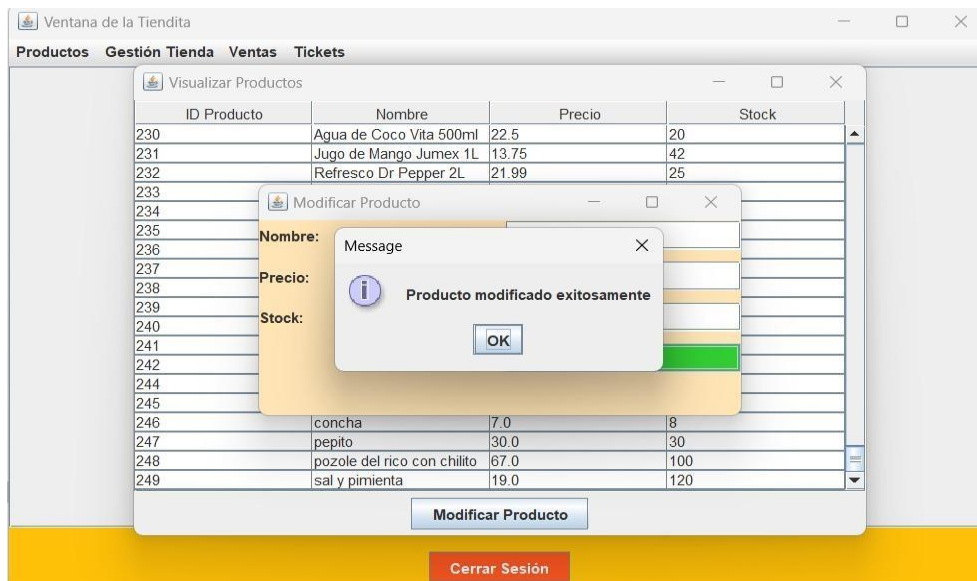 Ventana de la Tiendita
Productos Gestión Tienda Ventas Tickets
Visualizar Productos
ID Producto Nombre Precio Stock
230 Agua de Coco Vita 500ml 22.5 20
231 Jugo de Mango Jumex 1L 13.75 42
232 Refresco Dr Pepper 2L 21.99 25
233
234
235
236
237
238
239
240
241
242
244
245
246 concha 7.0 8
247 pepito 30.0 30
248 pozole del rico con chilito 67.0 100
249 sal y pimienta 19.0 120
Modificar Producto
Nombre:
Precio:
Stock:
Message
Producto modificado exitosamente
OK
Modificar Producto
Cerrar Sesión